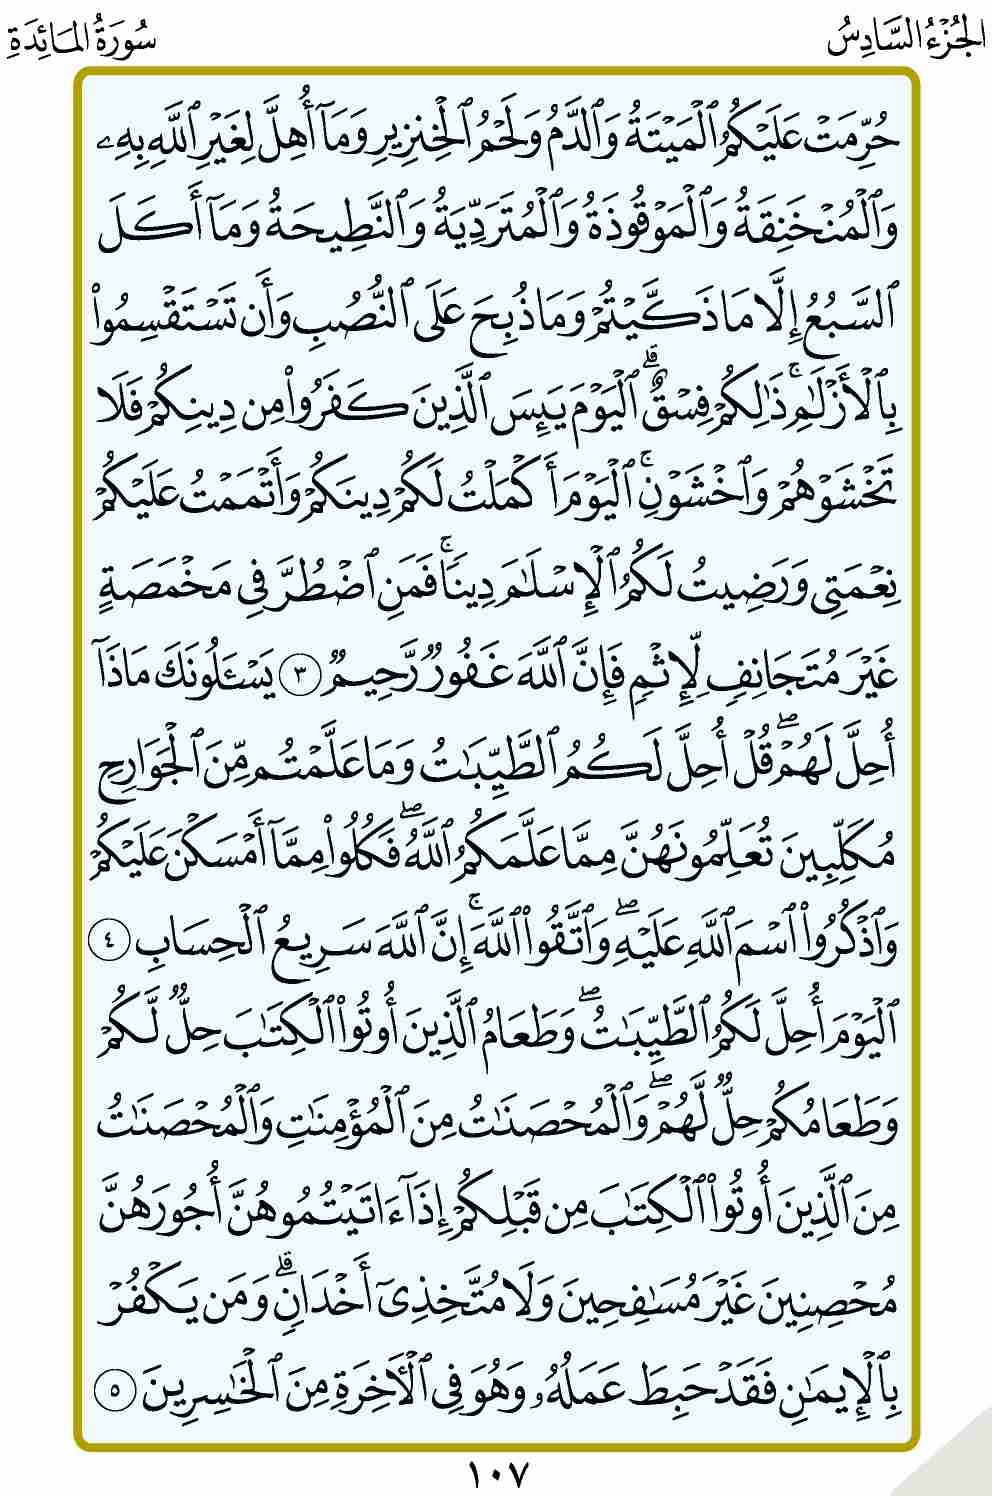 الجُزْءُ السَّادِسُ
سُورَةُ المَائِدَةِ
حُرِّمَتْ عَلَيْكُمُ ٱلْمَيْتَةُ وَٱلدَّمُ وَلَحْمُ ٱلْخِنزِيرِ وَمَآ أُهِلَّ لِغَيْرِ ٱللَّهِ بِهِۦ
وَٱلْمُنْخَنِقَةُ وَٱلْمَوْقُوذَةُ وَٱلْمُتَرَدِّيَةُ وَٱلنَّطِيحَةُ وَمَآ أَكَلَ
ٱلسَّبُعُ إِلَّا مَا ذَكَّيْتُمْ وَمَا ذُبِحَ عَلَى ٱلنُّصُبِ وَأَن تَسْتَقْسِمُوا۟
بِٱلْأَزْلَٰمِ ۚ ذَٰلِكُمْ فِسْقٌ ۗ ٱلْيَوْمَ يَئِسَ ٱلَّذِينَ كَفَرُوا۟ مِن دِينِكُمْ فَلَا
تَخْشَوْهُمْ وَٱخْشَوْنِ ۚ ٱلْيَوْمَ أَكْمَلْتُ لَكُمْ دِينَكُمْ وَأَتْمَمْتُ عَلَيْكُمْ
نِعْمَتِى وَرَضِيتُ لَكُمُ ٱلْإِسْلَٰمَ دِينًا ۚ فَمَنِ ٱضْطُرَّ فِى مَخْمَصَةٍ
غَيْرَ مُتَجَانِفٍ لِّإِثْمٍ فَإِنَّ ٱللَّهَ غَفُورٌ رَّحِيمٌ ٣ يَسْـَٔلُونَكَ مَاذَآ
أُحِلَّ لَهُمْ ۖ قُلْ أُحِلَّ لَكُمُ ٱلطَّيِّبَٰتُ وَمَا عَلَّمْتُم مِّنَ ٱلْجَوَارِحِ
مُكَلِّبِينَ تُعَلِّمُونَهُنَّ مِمَّا عَلَّمَكُمُ ٱللَّهُ ۖ فَكُلُوا۟ مِمَّآ أَمْسَكْنَ عَلَيْكُمْ
وَٱذْكُرُوا۟ ٱسْمَ ٱللَّهِ عَلَيْهِ ۖ وَٱتَّقُوا۟ ٱللَّهَ ۚ إِنَّ ٱللَّهَ سَرِيعُ ٱلْحِسَابِ ٤
ٱلْيَوْمَ أُحِلَّ لَكُمُ ٱلطَّيِّبَٰتُ ۖ وَطَعَامُ ٱلَّذِينَ أُوتُوا۟ ٱلْكِتَٰبَ حِلٌّ لَّكُمْ
وَطَعَامُكُمْ حِلٌّ لَّهُمْ ۖ وَٱلْمُحْصَنَٰتُ مِنَ ٱلْمُؤْمِنَٰتِ وَٱلْمُحْصَنَٰتُ
مِنَ ٱلَّذِينَ أُوتُوا۟ ٱلْكِتَٰبَ مِن قَبْلِكُمْ إِذَآ ءَاتَيْتُمُوهُنَّ أُجُورَهُنَّ
مُحْصِنِينَ غَيْرَ مُسَٰفِحِينَ وَلَا مُتَّخِذِىٓ أَخْدَانٍ ۗ وَمَن يَكْفُرْ
بِٱلْإِيمَٰنِ فَقَدْ حَبِطَ عَمَلُهُۥ وَهُوَ فِى ٱلْـَٔاخِرَةِ مِنَ ٱلْخَٰسِرِينَ ٥
١٠٧